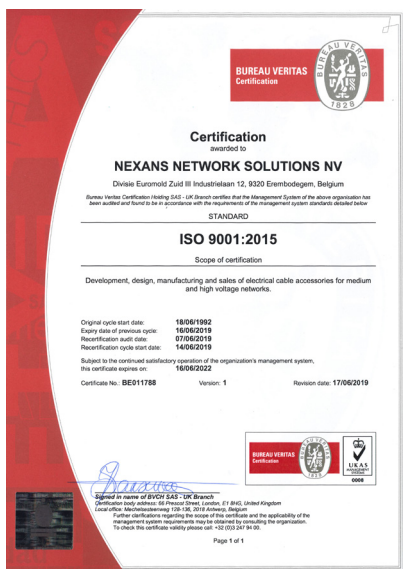 BUREAU VERITAS
Certification
BUREAU VERITAS
1828
Certification
awarded to
NEXANS NETWORK SOLUTIONS NV
Divisie Euromold Zuid III Industrielaan 12, 9320 Erembodegem, Belgium
Bureau Veritas Certification Holding SAS - UK Branch certifies that the Management System of the above organisation has
been audited and found to be in accordance with the requirements of the management system standards detailed below
STANDARD
ISO 9001:2015
Scope of certification
Development, design, manufacturing and sales of electrical cable accessories for medium
and high voltage networks.
Original cycle start date: 18/06/1992
Expiry date of previous cycle: 16/06/2019
Recertification audit date: 07/06/2019
Recertification cycle start date: 14/06/2019
Subject to the continued satisfactory operation of the organization's management system,
this certificate expires on: 16/06/2022
Certificate No.: BE011788 Version: 1 Revision date: 17/06/2019
BUREAU VERITAS
Certification
UKAS
MANAGEMENT
SYSTEMS
0008
Signed in name of BVCH SAS - UK Branch
Certification body address: 66 Prescot Street, London, E1 8HG, United Kingdom
Local office: Mechelsesteenweg 128-136, 2018 Antwerp, Belgium
Further clarifications regarding the scope of this certificate and the applicability of the
management system requirements may be obtained by consulting the organization.
To check this certificate validity please call: +32 (0)3 247 94 00.
Page 1 of 1